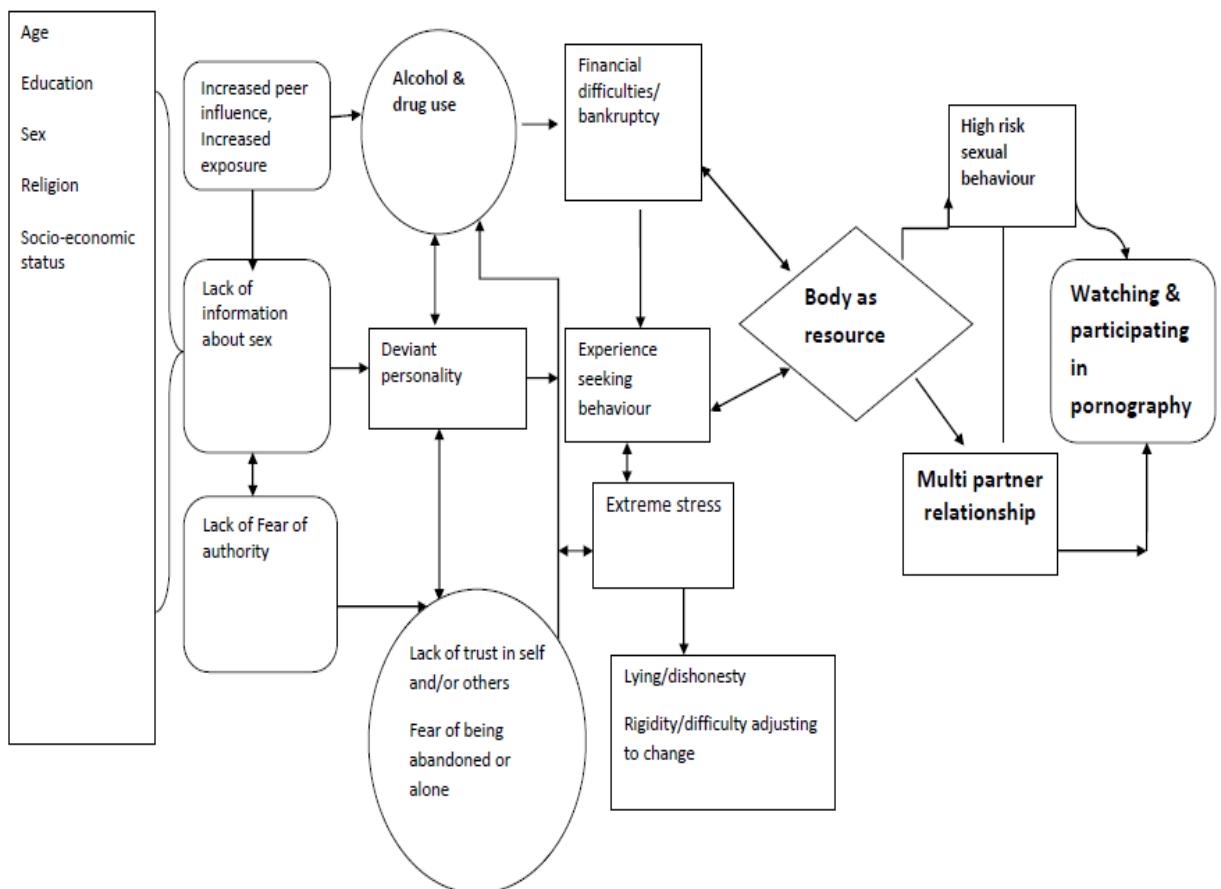 Age
Education
Sex
Religion
Socio-economic
status
Increased peer
influence,
Increased
exposure
Lack of
information
about sex
Lack of Fear of
authority
Alcohol &
drug use
Deviant
personality
Lack of trust in self
and/or others
Fear of being
abandoned or
alone
Financial
difficulties/
bankruptcy
Experience
seeking
behaviour
Extreme stress
Lying/dishonesty
Rigidity/difficulty adjusting
to change
Body as
resource
High risk
sexual
behaviour
Multi partner
relationship
Watching &
participating
in
pornography